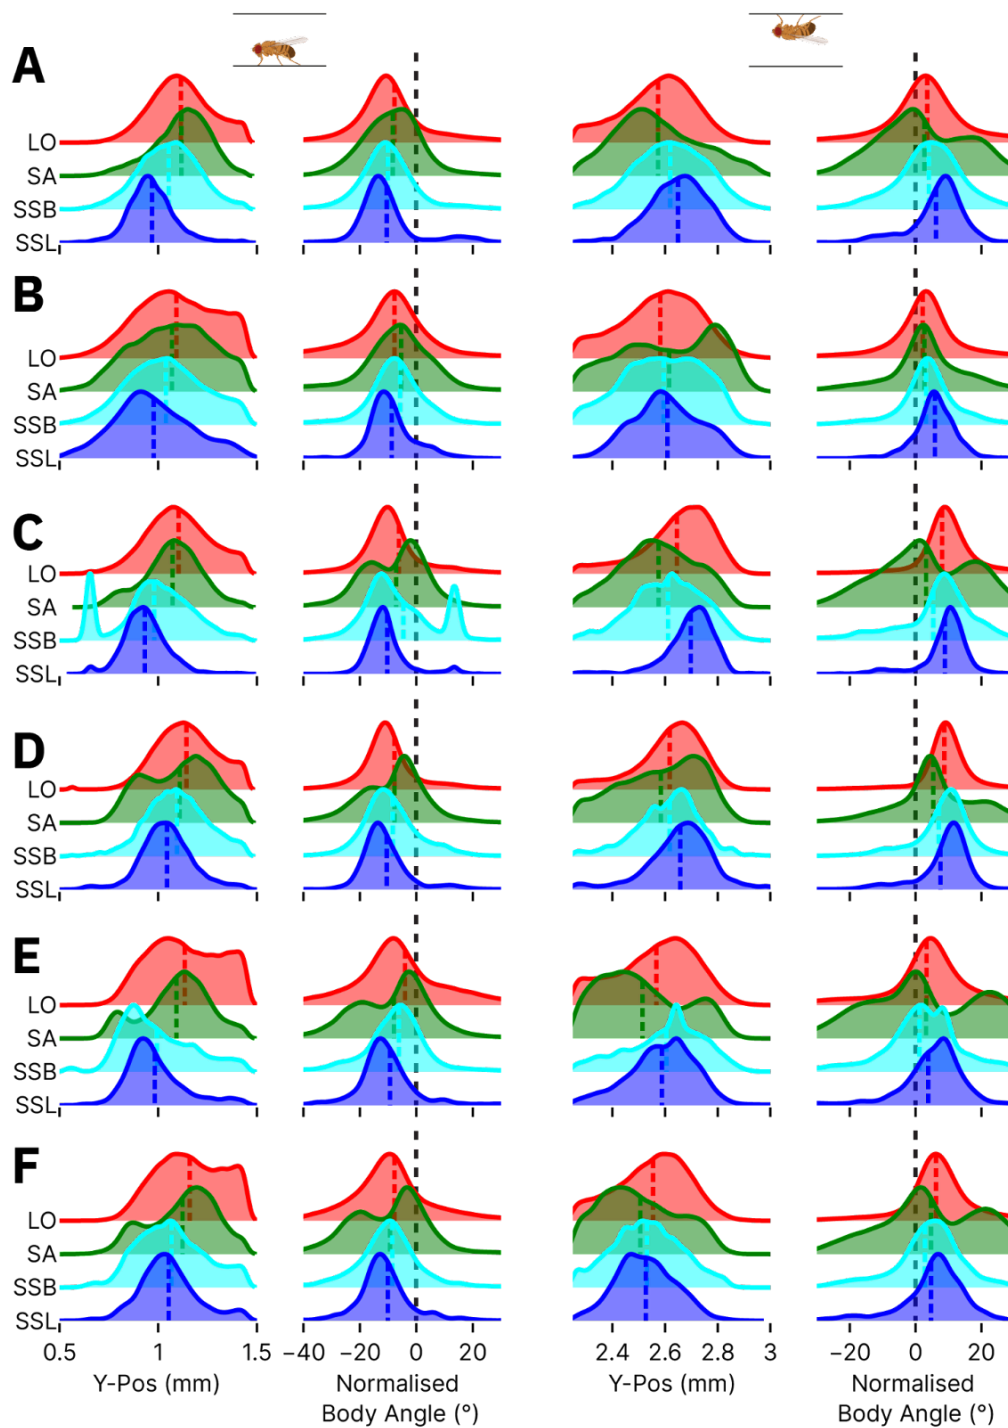 A
LO
SA
SSB
SSL
B
LO
SA
SSB
SSL
C
LO
SA
SSB
SSL
D
LO
SA
SSB
SSL
E
LO
SA
SSB
SSL
F
LO
SA
SSB
SSL
0.5 1 1.5 −40 −20 0 2.4 2.6 2.8 3 −20 0 20
Y-Pos (mm) Normalised Y-Pos (mm) Normalised
Body Angle (°) Body Angle (°)